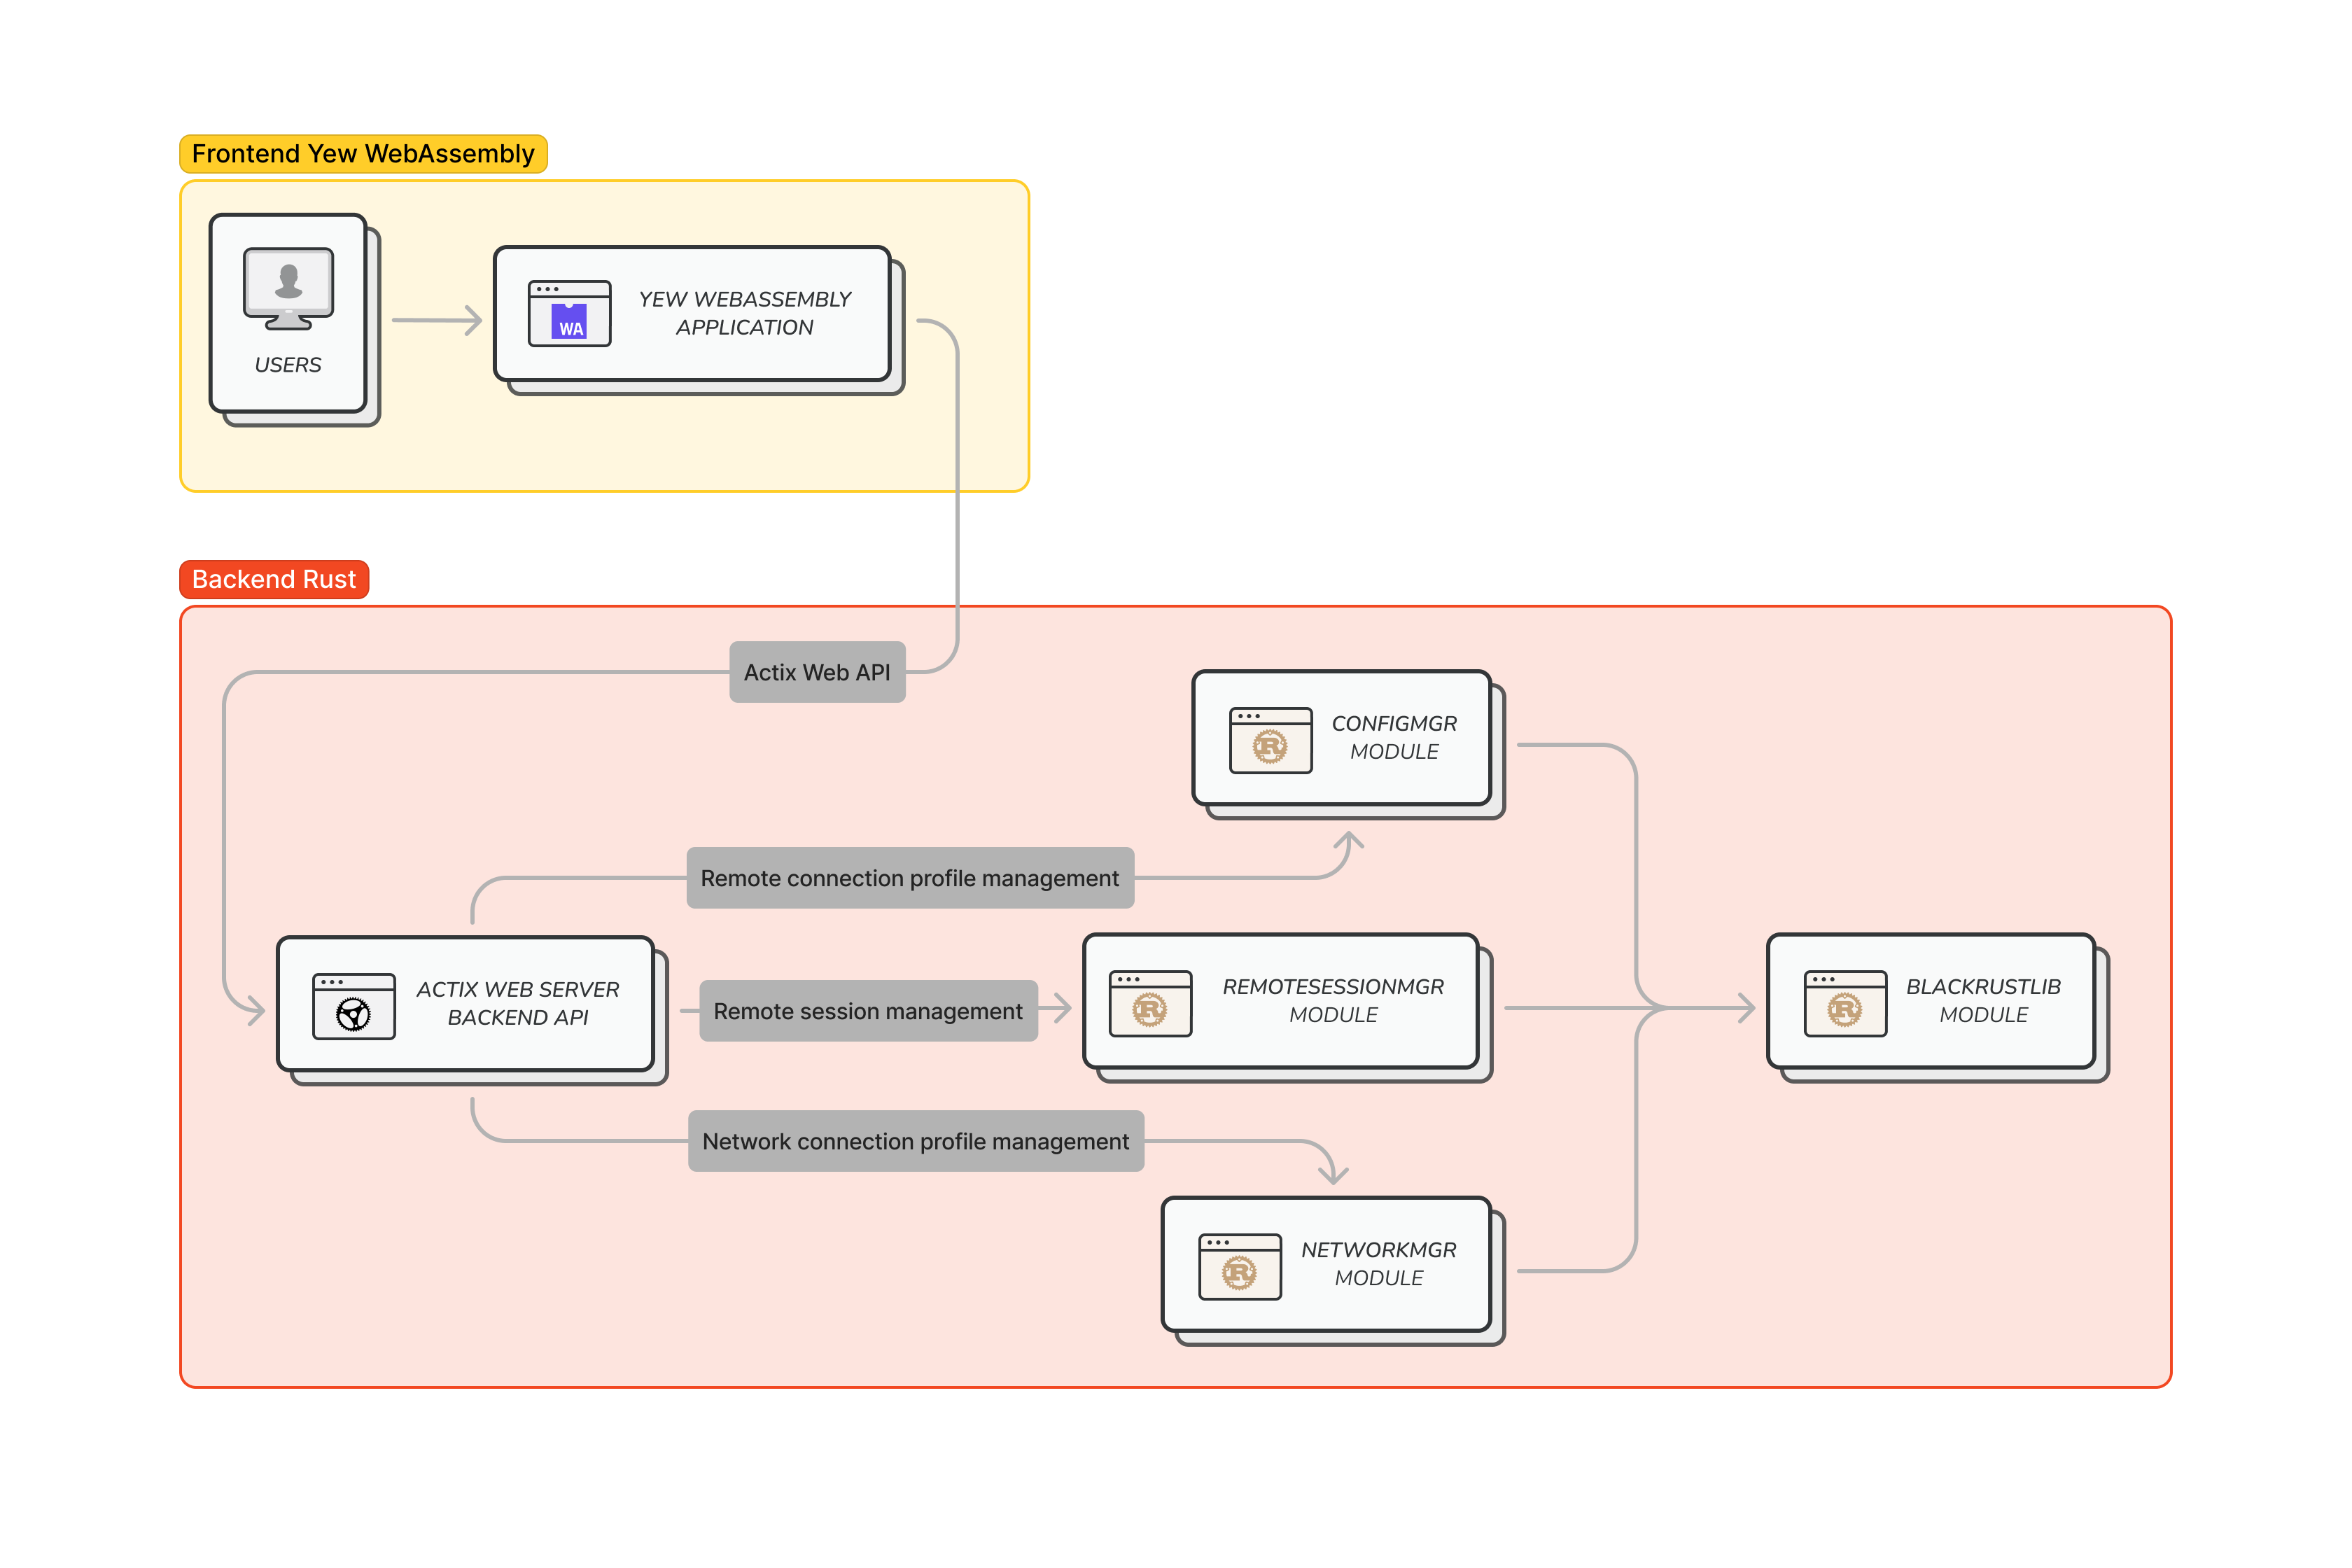 Frontend Yew WebAssembly
USERS
WA
YEW WEBASSEMBLY
APPLICATION
Backend Rust
Actix Web API
R
CONFIGMGR
MODULE
Remote connection profile management
ACTIX WEB SERVER
BACKEND API
Remote session management
R
REMOTESESSIONMGR
MODULE
R
BLACKRUSTLIB
MODULE
Network connection profile management
R
NETWORKMGR
MODULE